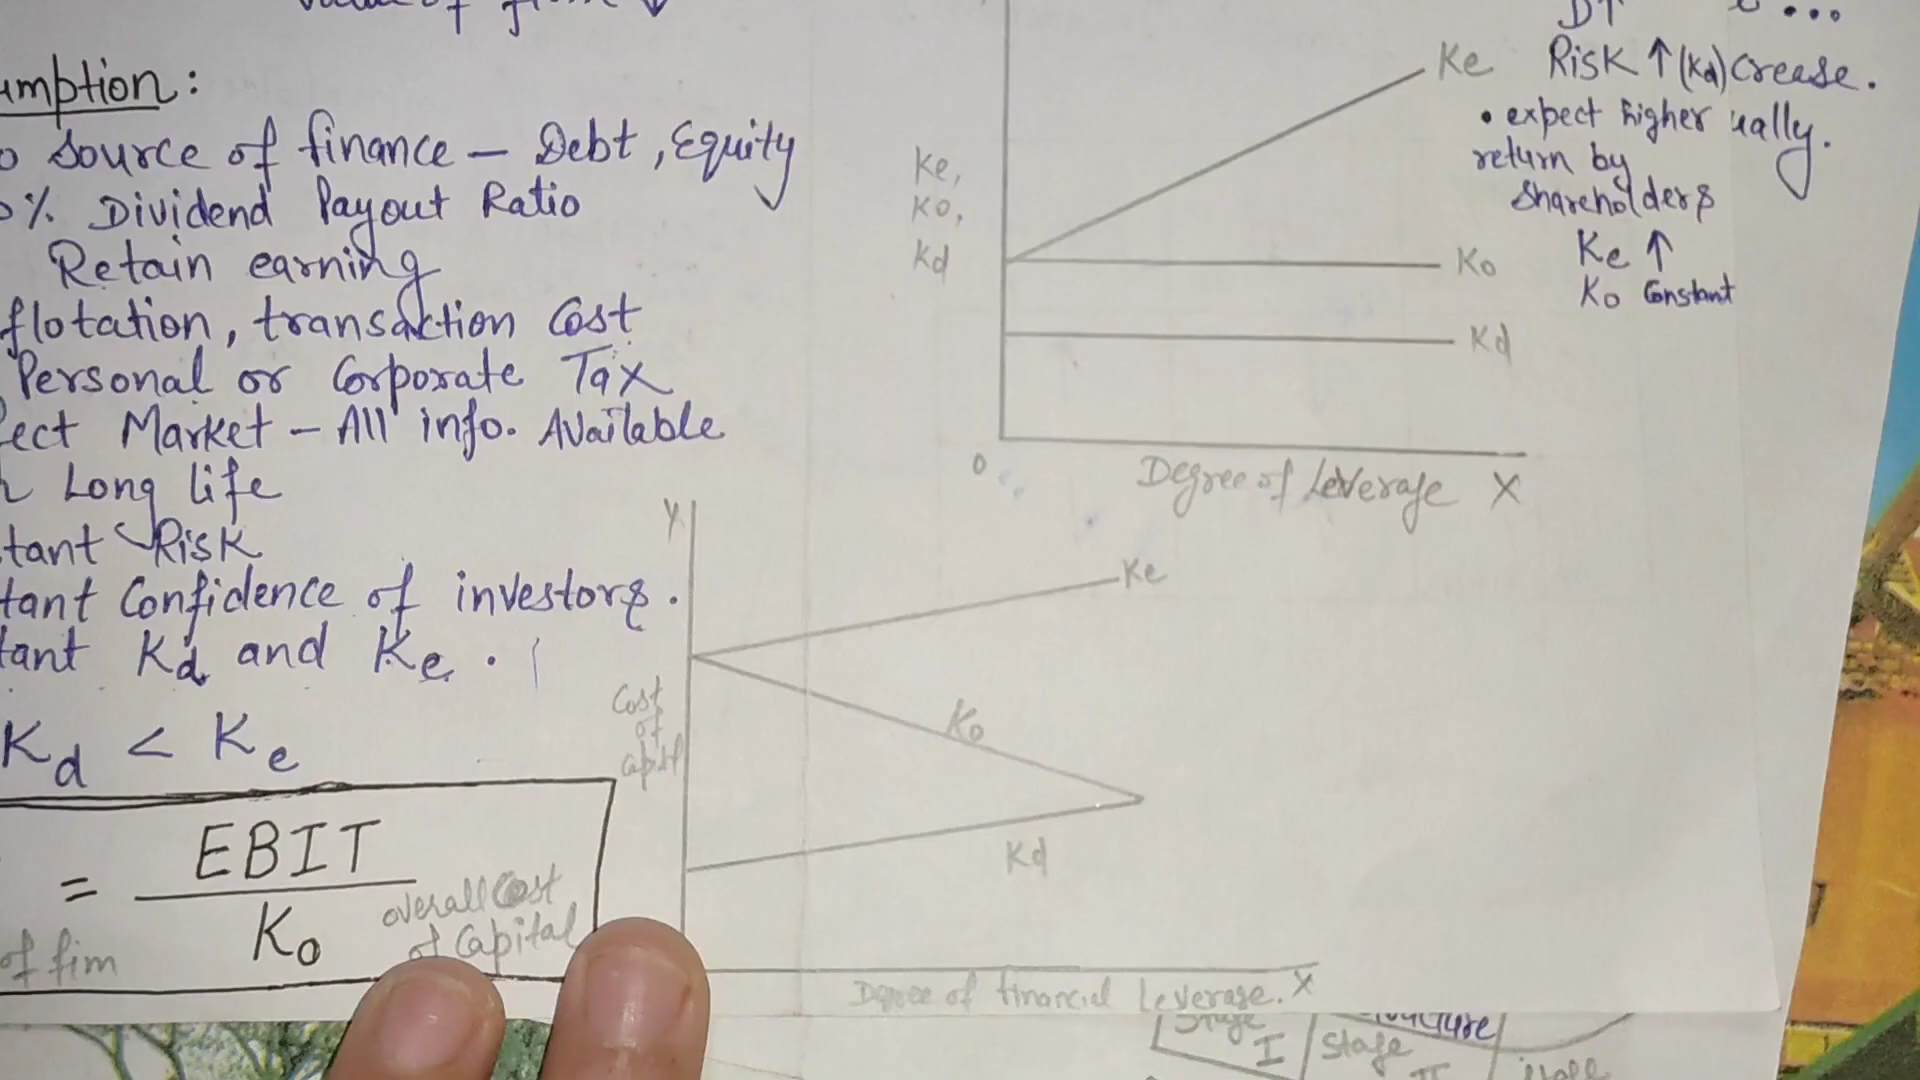 umption:
source of finance - Debt, Equity
% Dividend Payout Ratio
Retain earning
flotation, transaction Cost
Personal or Corporate Tax
ect Market - All info. Available
Long life
tant Risk
tant Confidence of investors.
tant Kd and Ke.
Kd < Ke
= EBIT
Ko
overall Cost
of Capital
of firm
D↑
Ke
Risk ↑ (Kd) Crease.
• expect higher ually.
return by
Shareholders
Ke ↑
Ko Constant
Ke,
Ko,
Kd
Ko
Kd
0
Degree of Leverage X
Y
Ke
Cost
of
Capital
Ko
Kd
Degree of financial Leverage. X
Stage
I
Stage
II